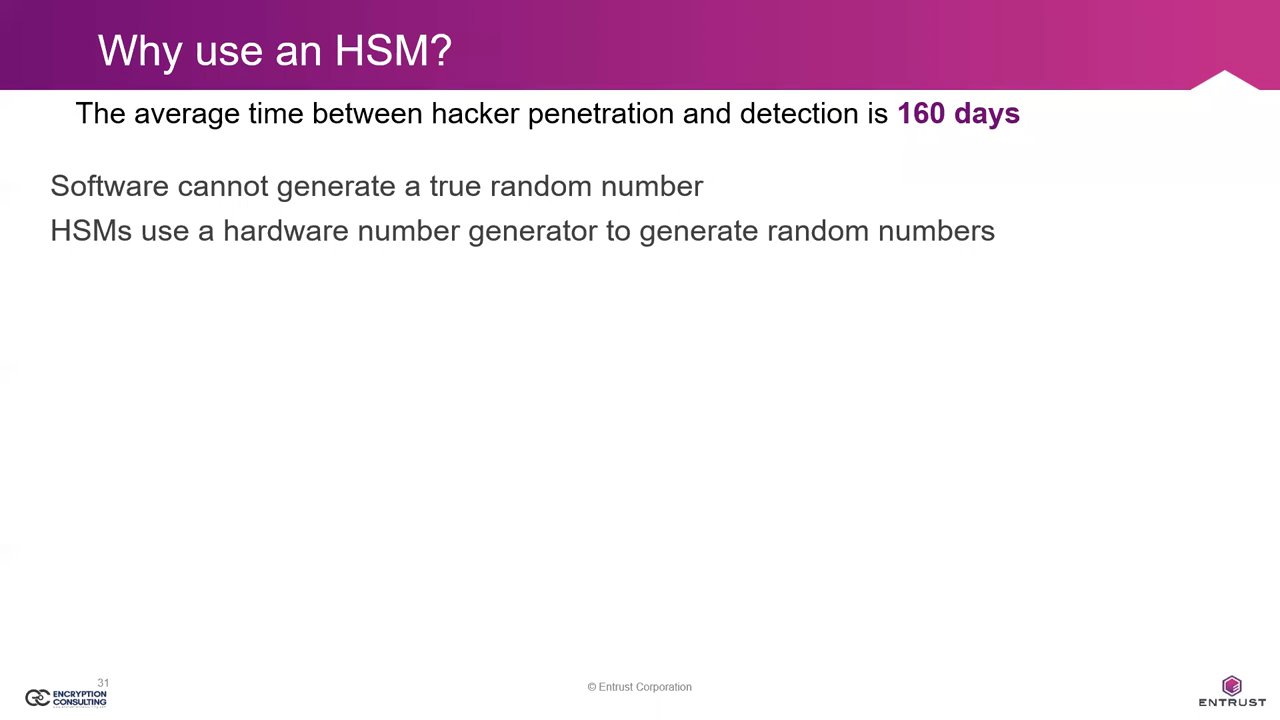 Why use an HSM?
The average time between hacker penetration and detection is 160 days
Software cannot generate a true random number
HSMs use a hardware number generator to generate random numbers
31
ENCRYPTION
CONSULTING
© Entrust Corporation
ENTRUST